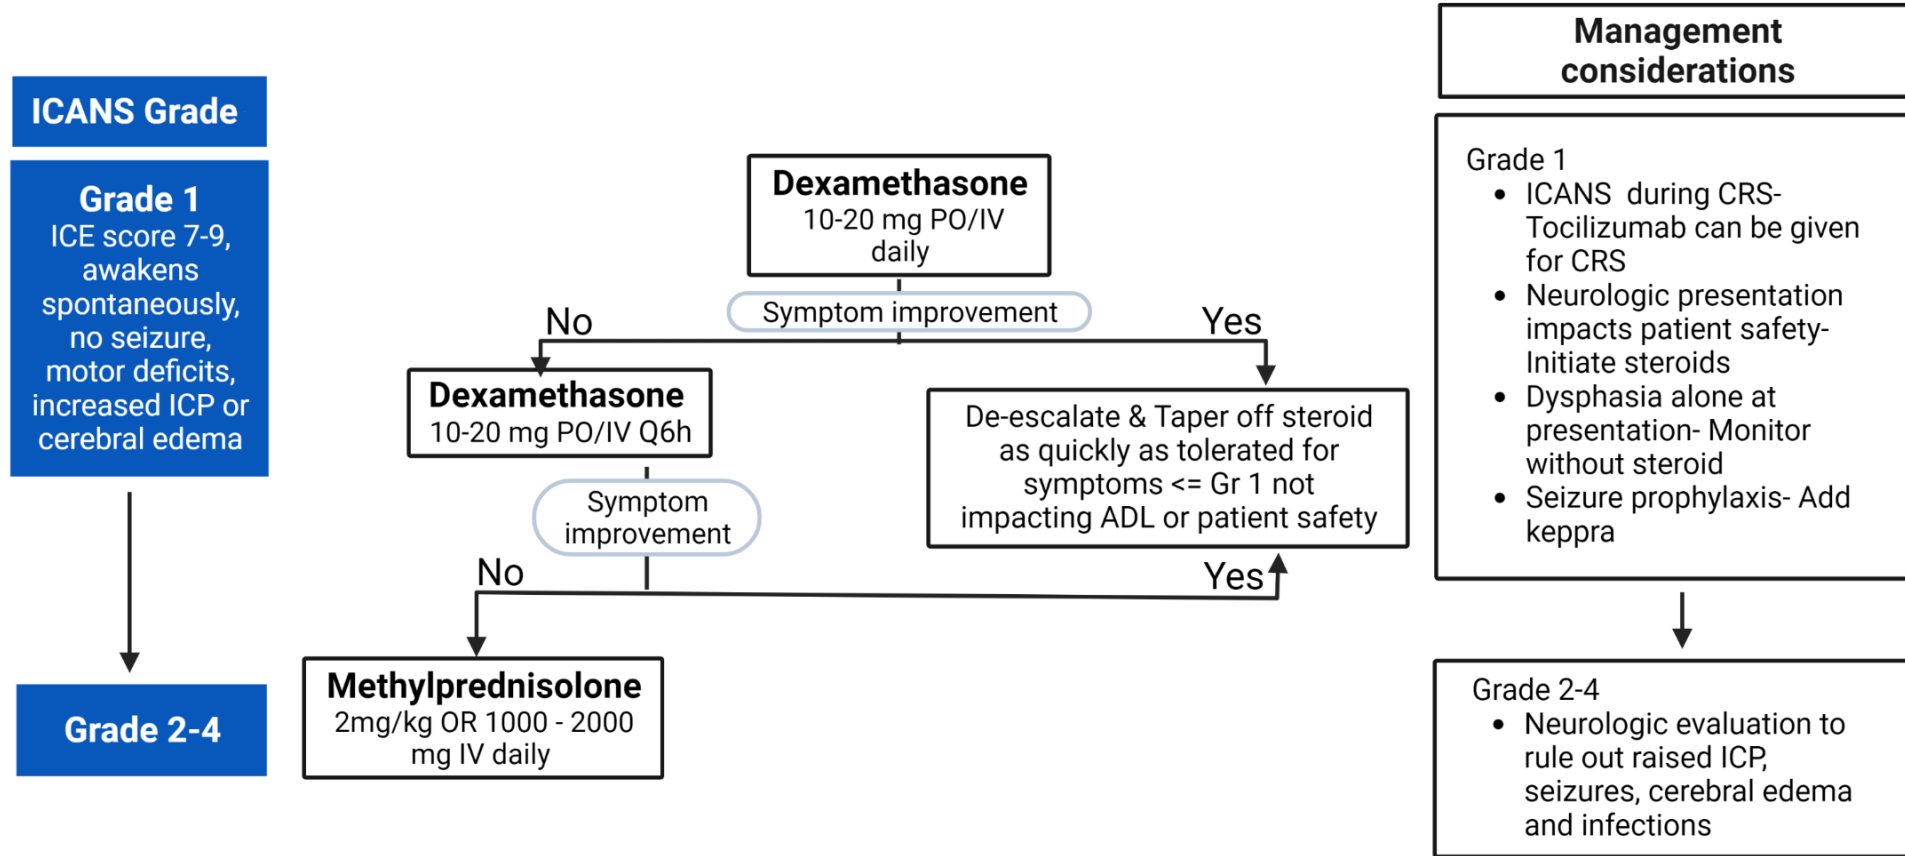 ICANS Grade
Grade 1
ICE score 7-9,
awakens
spontaneously,
no seizure,
motor deficits,
increased ICP or
cerebral edema
Grade 2-4
Dexamethasone
10-20 mg PO/IV
daily
Symptom improvement
No
Yes
Dexamethasone
10-20 mg PO/IV Q6h
De-escalate & Taper off steroid
as quickly as tolerated for
symptoms <= Gr 1 not
impacting ADL or patient safety
Symptom
improvement
No
Yes
Methylprednisolone
2mg/kg OR 1000 - 2000
mg IV daily
Management
considerations
Grade 1
• ICANS during CRS-
Tocilizumab can be given
for CRS
• Neurologic presentation
impacts patient safety-
Initiate steroids
• Dysphasia alone at
presentation- Monitor
without steroid
• Seizure prophylaxis- Add
keppra
Grade 2-4
• Neurologic evaluation to
rule out raised ICP,
seizures, cerebral edema
and infections